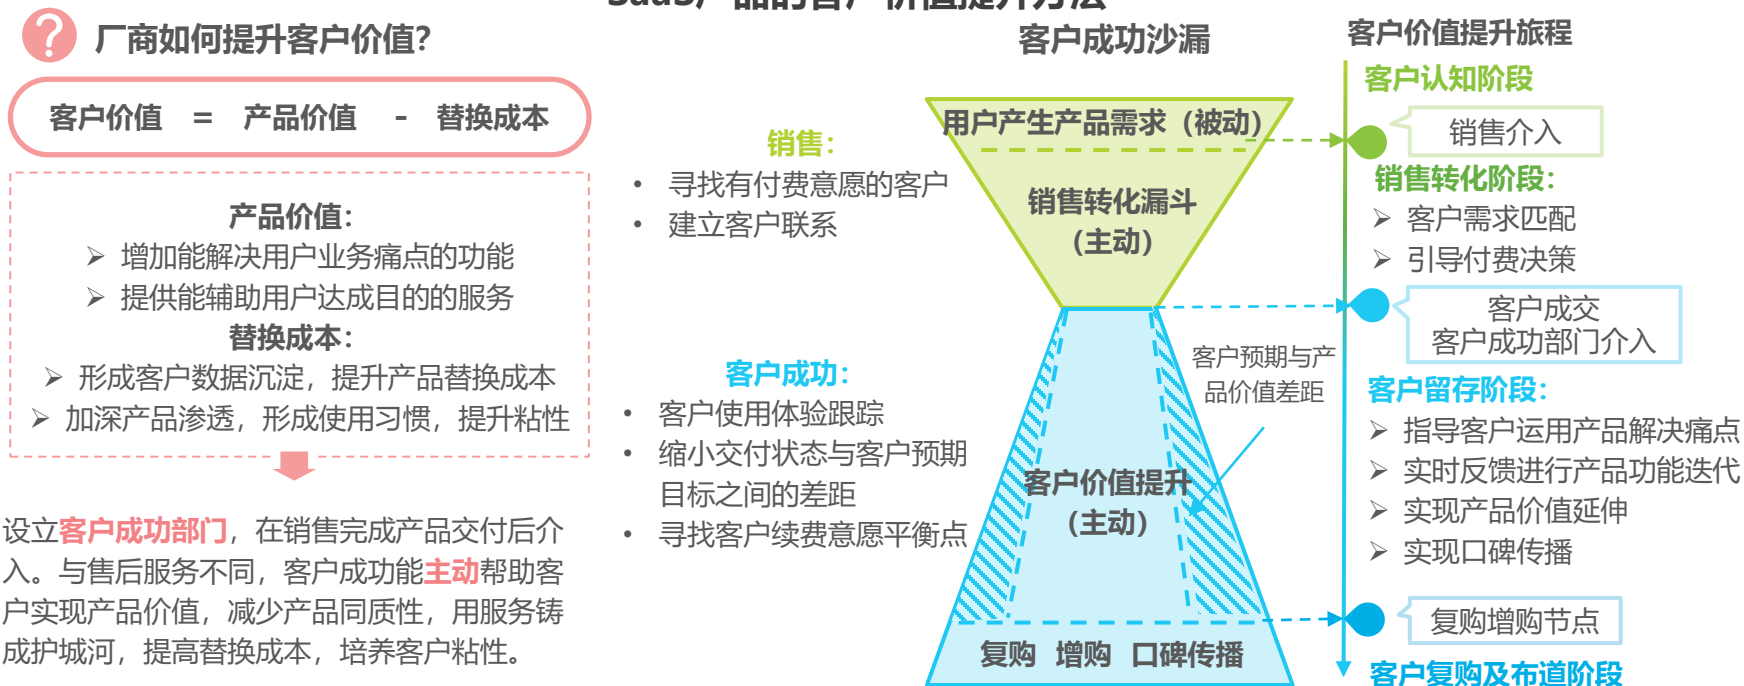 SaaS产品的客户价值提升方法
厂商如何提升客户价值?
客户价值 = 产品价值 - 替换成本
产品价值：
➢ 增加能解决用户业务痛点的功能
➢ 提供能辅助用户达成目的的服务
替换成本：
➢ 形成客户数据沉淀，提升产品替换成本
➢ 加深产品渗透，形成使用习惯，提升粘性
设立客户成功部门，在销售完成产品交付后介
入。与售后服务不同，客户成功能主动帮助客
户实现产品价值，减少产品同质性，用服务铸
成护城河，提高替换成本，培养客户粘性。
客户成功沙漏
销售：
• 寻找有付费意愿的客户
• 建立客户联系
客户成功：
• 客户使用体验跟踪
• 缩小交付状态与客户预期
目标之间的差距
• 寻找客户续费意愿平衡点
用户产生产品需求（被动）
销售转化漏斗
（主动）
客户预期与产
品价值差距
客户价值提升
（主动）
复购 增购 口碑传播
客户价值提升旅程
客户认知阶段
销售介入
销售转化阶段：
➢ 客户需求匹配
➢ 引导付费决策
客户成交
客户成功部门介入
客户留存阶段：
➢ 指导客户运用产品解决痛点
➢ 实时反馈进行产品功能迭代
➢ 实现产品价值延伸
➢ 实现口碑传播
复购增购节点
客户复购及布道阶段